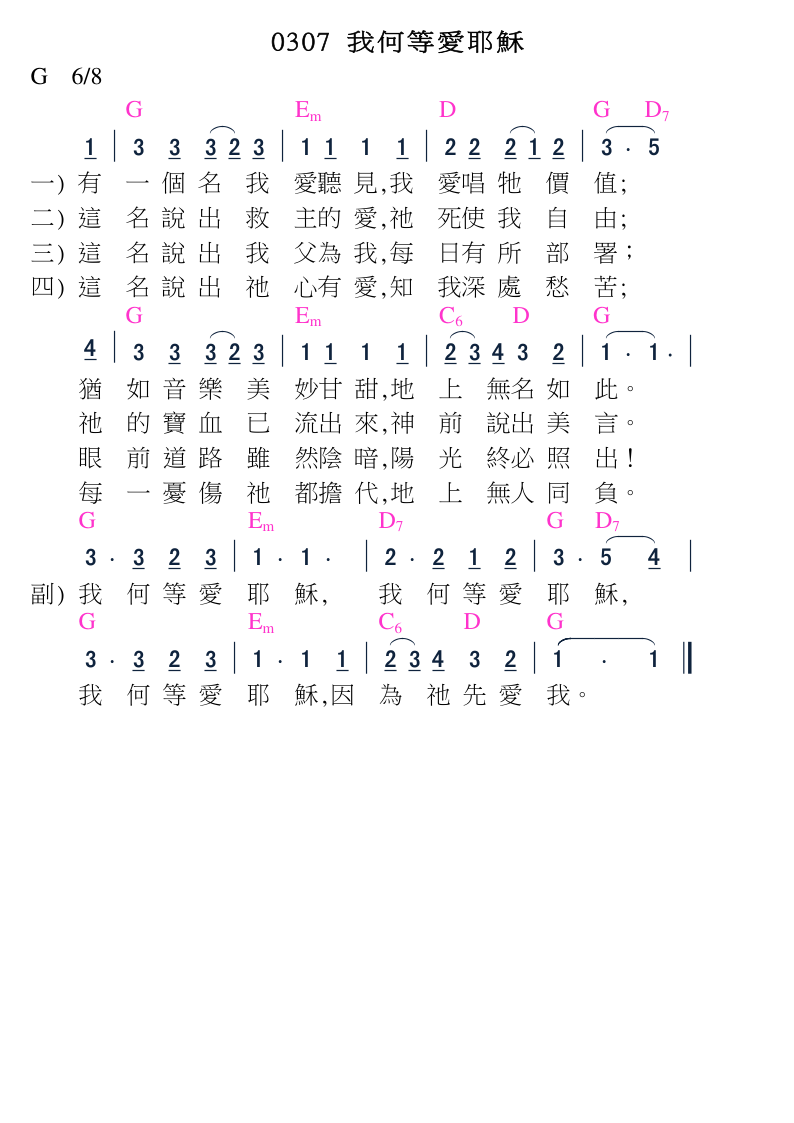 0307 我何等愛耶穌
G 6/8
G Em D G D7
1 | 3 3 3 2 3 | 1 1 1 1 | 2 2 2 1 2 | 3 · 5
一) 有 一 個 名 我 愛聽 見,我 愛唱 牠 價 值;
二) 這 名 說 出 救 主的 愛,祂 死使 我 自 由;
三) 這 名 說 出 我 父為 我,每 日有 所 部 署；
四) 這 名 說 出 祂 心有 愛,知 我深 處 愁 苦;
G Em C6 D G
4 | 3 3 3 2 3 | 1 1 1 1 | 2 3 4 3 2 | 1 · 1 · |
猶 如 音 樂 美 妙甘 甜,地 上 無名 如 此。
祂 的 寶 血 已 流出 來,神 前 說出 美 言。
眼 前 道 路 雖 然陰 暗,陽 光 終必 照 出！
每 一 憂 傷 祂 都擔 代,地 上 無人 同 負。
G Em D7 G D7
3 · 3 2 3 | 1 · 1 · | 2 · 2 1 2 | 3 · 5 4 |
副) 我 何 等 愛 耶 穌, 我 何 等 愛 耶 穌,
G Em C6 D G
3 · 3 2 3 | 1 · 1 1 | 2 3 4 3 2 | 1 · 1 ‖
我 何 等 愛 耶 穌,因 為 祂 先 愛 我。